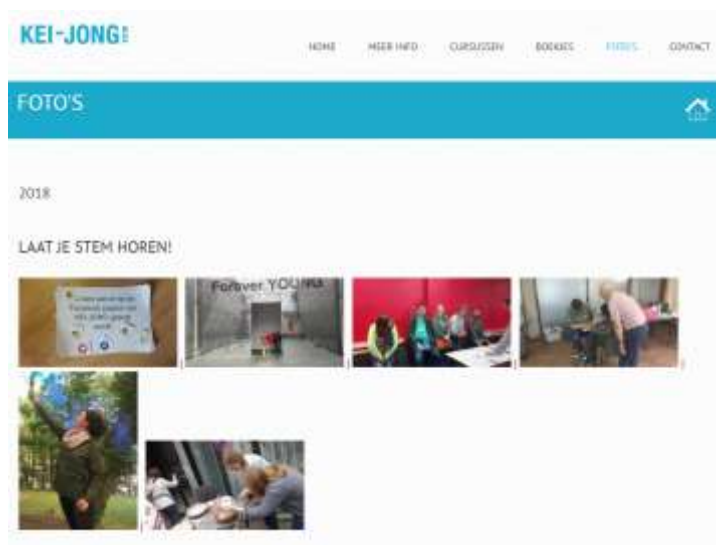 KEI-JONG
HOME MEER INFO CURSUSSEN BOEKJES FOTO'S CONTACT
FOTO'S
2018
LAAT JE STEM HOREN!
Forever YOUNG